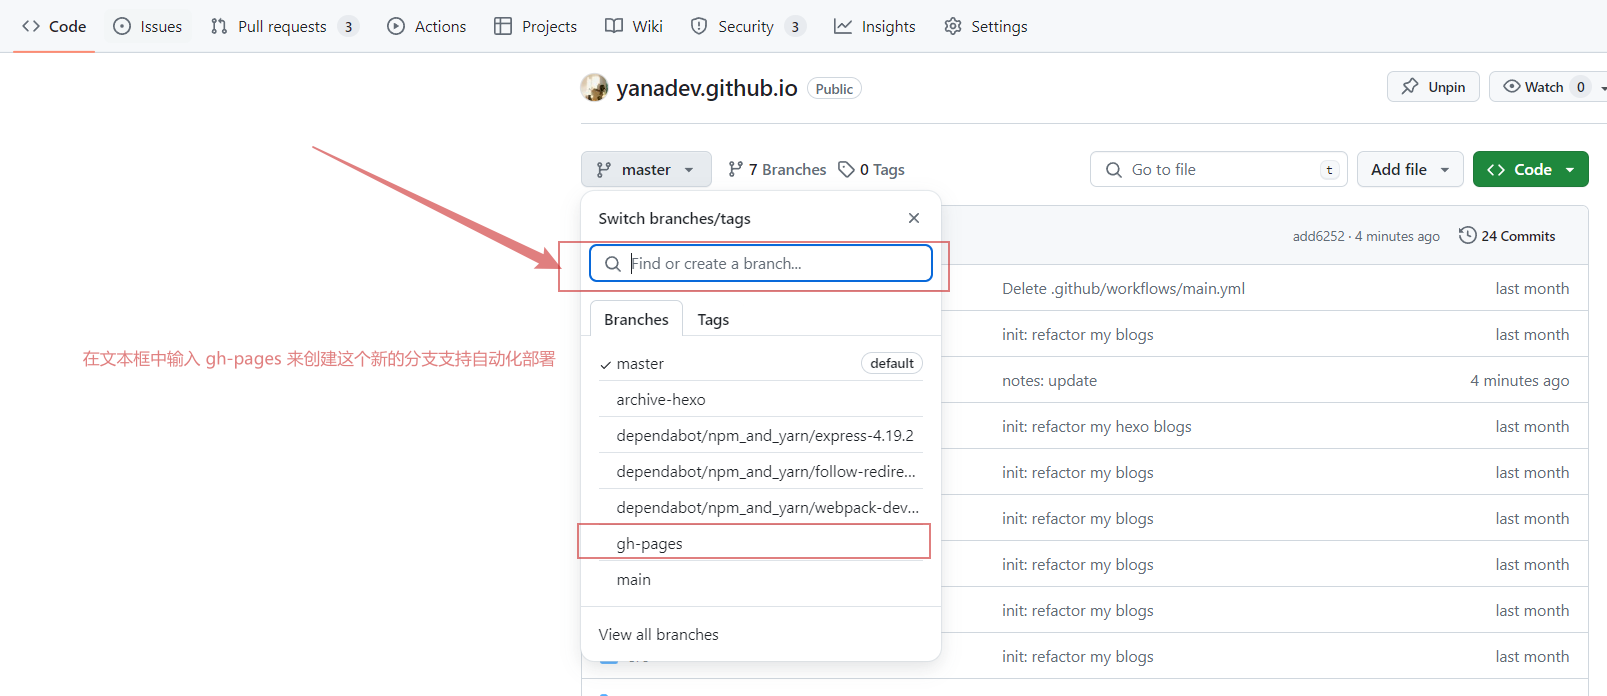 Code Issues Pull requests 3 Actions Projects Wiki Security 3 Insights Settings
yanadev.github.io Public Unpin Watch 0
master 7 Branches 0 Tags Go to file t Add file Code
Switch branches/tags
add6252 · 4 minutes ago 24 Commits
Find or create a branch...
Delete .github/workflows/main.yml last month
Branches Tags
init: refactor my blogs last month
在文本框中输入 gh-pages 来创建这个新的分支支持自动化部署
master default
notes: update 4 minutes ago
archive-hexo
init: refactor my hexo blogs last month
dependabot/npm_and_yarn/express-4.19.2
dependabot/npm_and_yarn/follow-redire...
init: refactor my blogs last month
dependabot/npm_and_yarn/webpack-dev...
init: refactor my blogs last month
gh-pages
init: refactor my blogs last month
main
init: refactor my blogs last month
View all branches
init: refactor my blogs last month